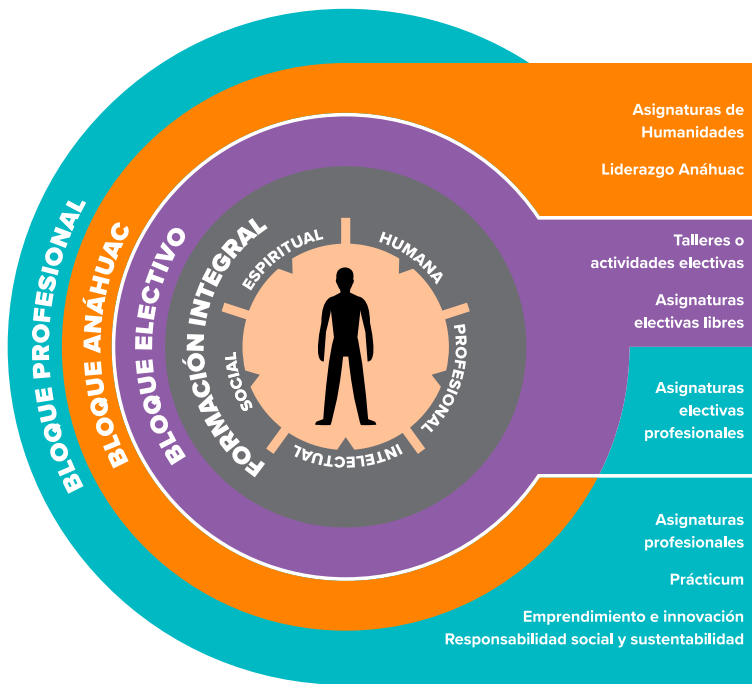 BLOQUE PROFESIONAL
BLOQUE ANÁHUAC
BLOQUE ELECTIVO
FORMACIÓN INTEGRAL
ESPIRITUAL
HUMANA
PROFESIONAL
INTELECTUAL
SOCIAL
Asignaturas de
Humanidades
Liderazgo Anáhuac
Talleres o
actividades electivas
Asignaturas
electivas libres
Asignaturas
electivas
profesionales
Asignaturas
profesionales
Prácticum
Emprendimiento e innovación
Responsabilidad social y sustentabilidad